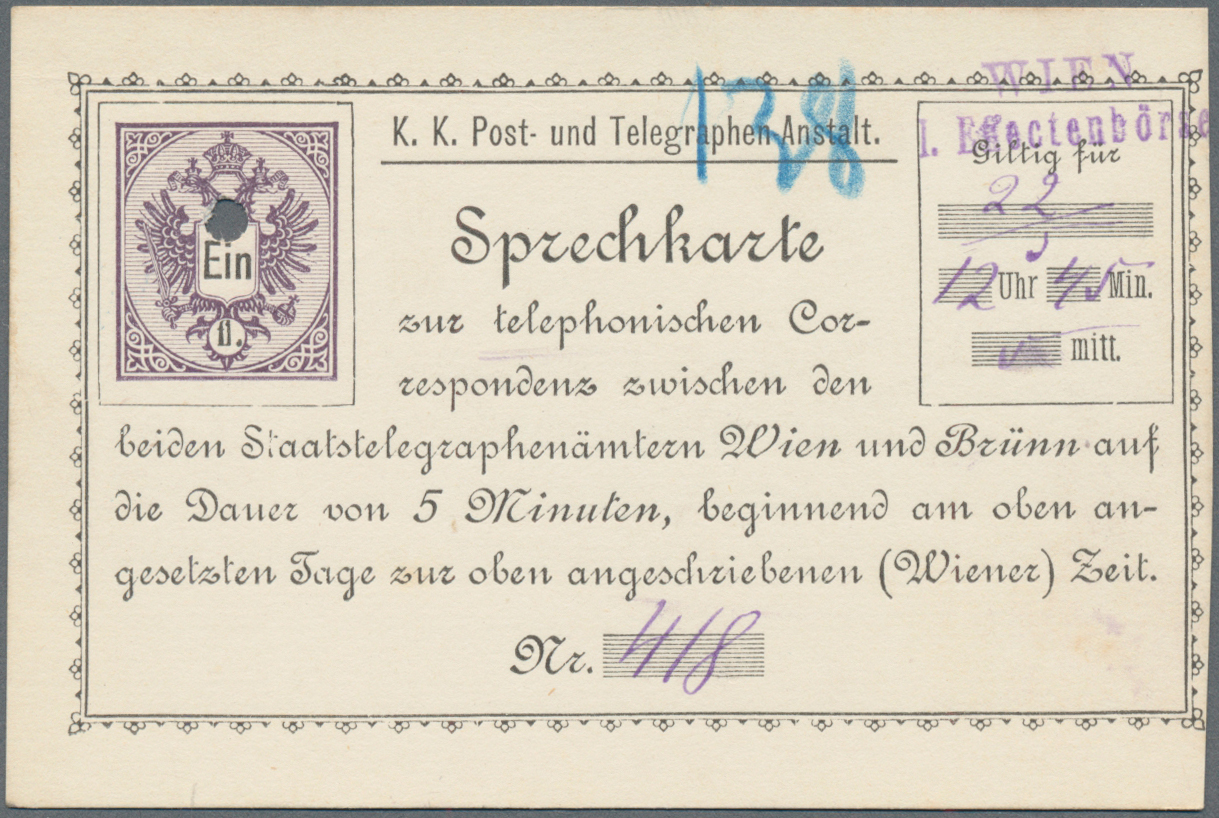 138
WIEN
I. Effectenbörse
K. K. Post- und Telegraphen-Anstalt.
Giltig für
22
5
12 Uhr 45 Min.
mitt.
Ein
fl.
Sprechkarte
zur telephonischen Cor-
respondenz zwischen den
beiden Staatstelegraphenämtern Wien und Brünn auf
die Dauer von 5 Minuten, beginnend am oben an-
gesetzten Tage zur oben angeschriebenen (Wiener) Zeit.
Nr. 418